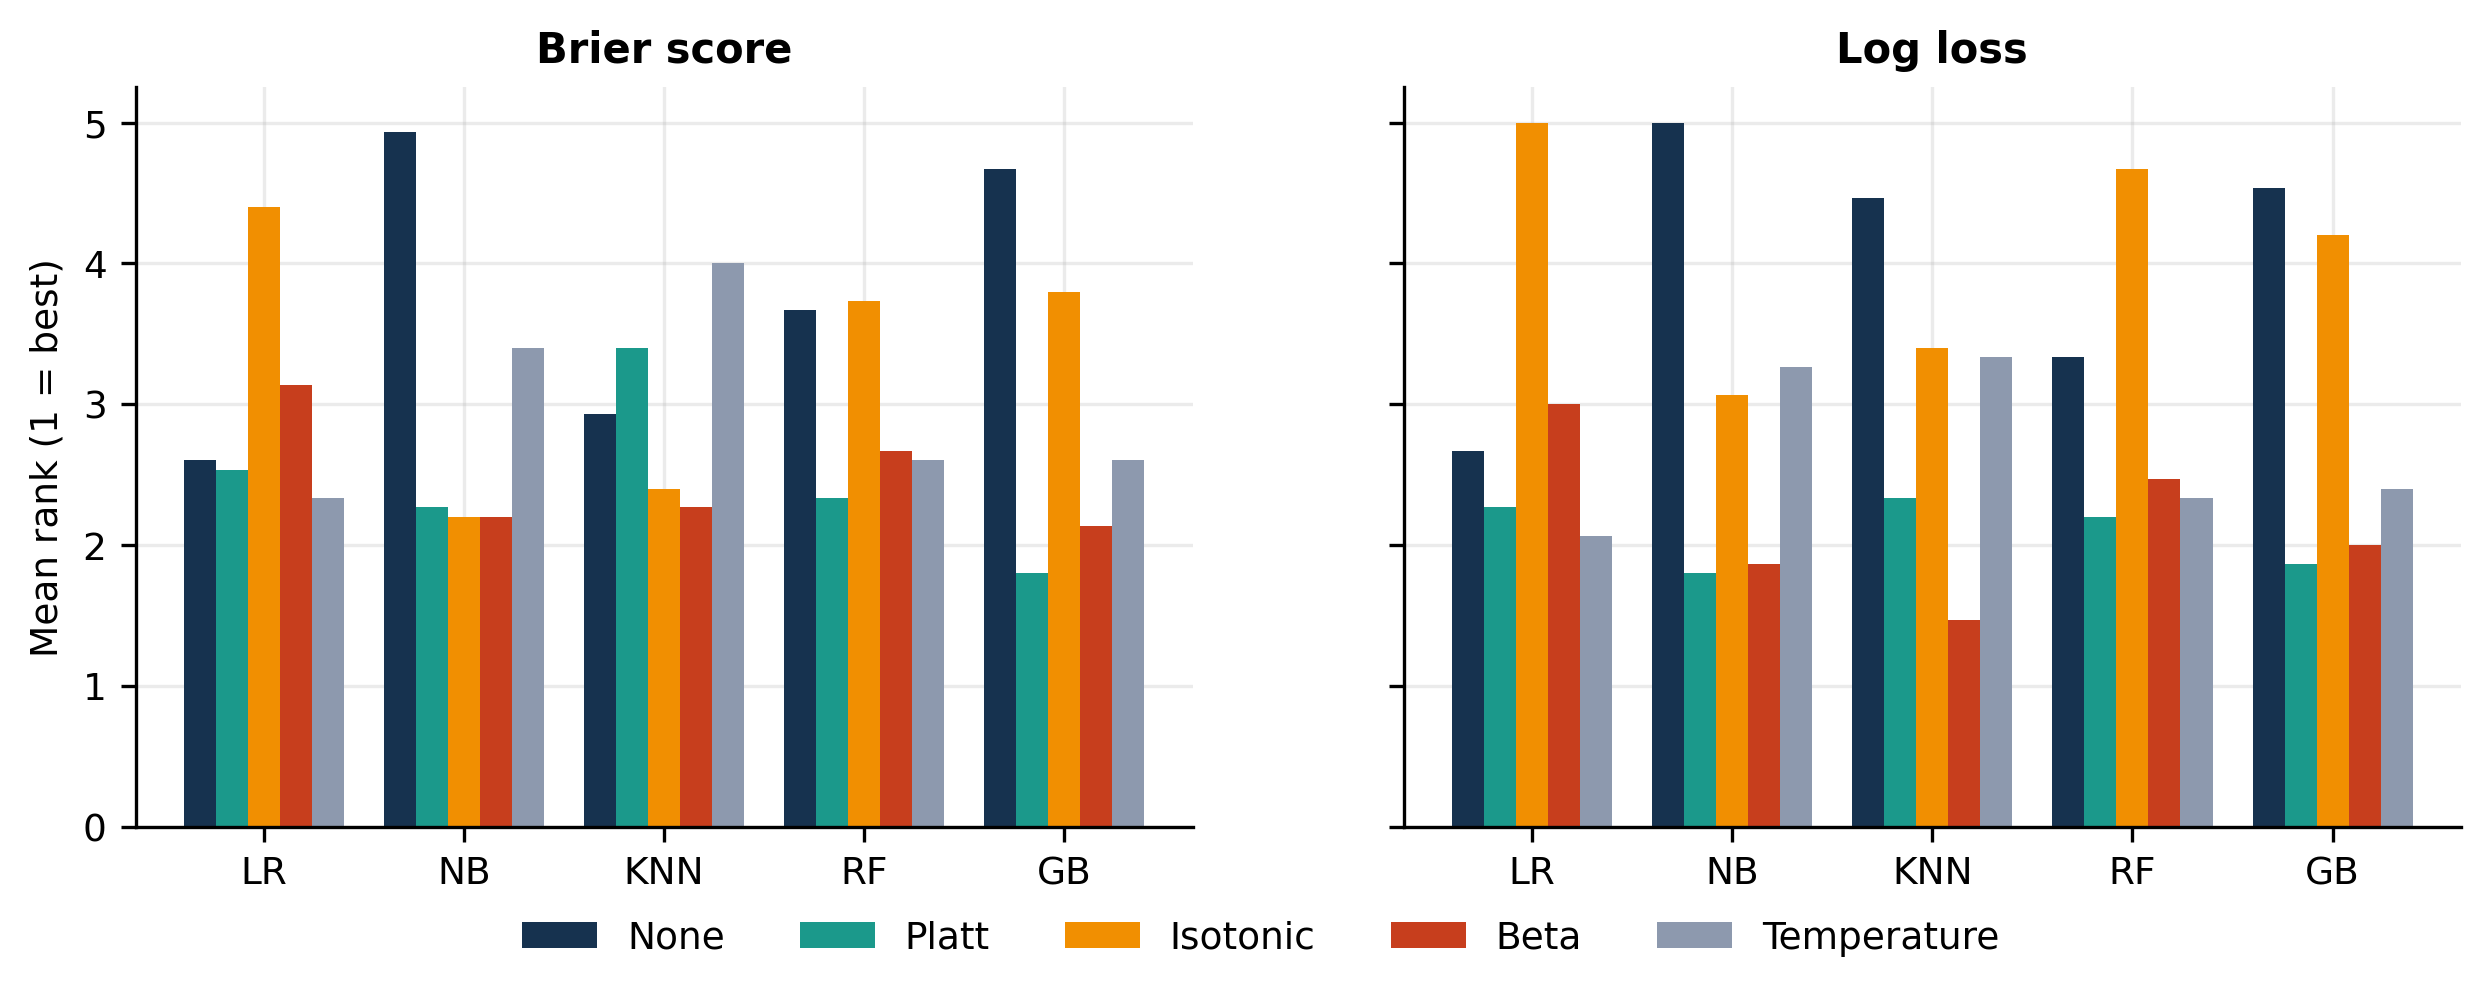 Brier score
Log loss
Mean rank (1 = best)
5
4
3
2
1
0
LR NB KNN RF GB
LR NB KNN RF GB
None Platt Isotonic Beta Temperature